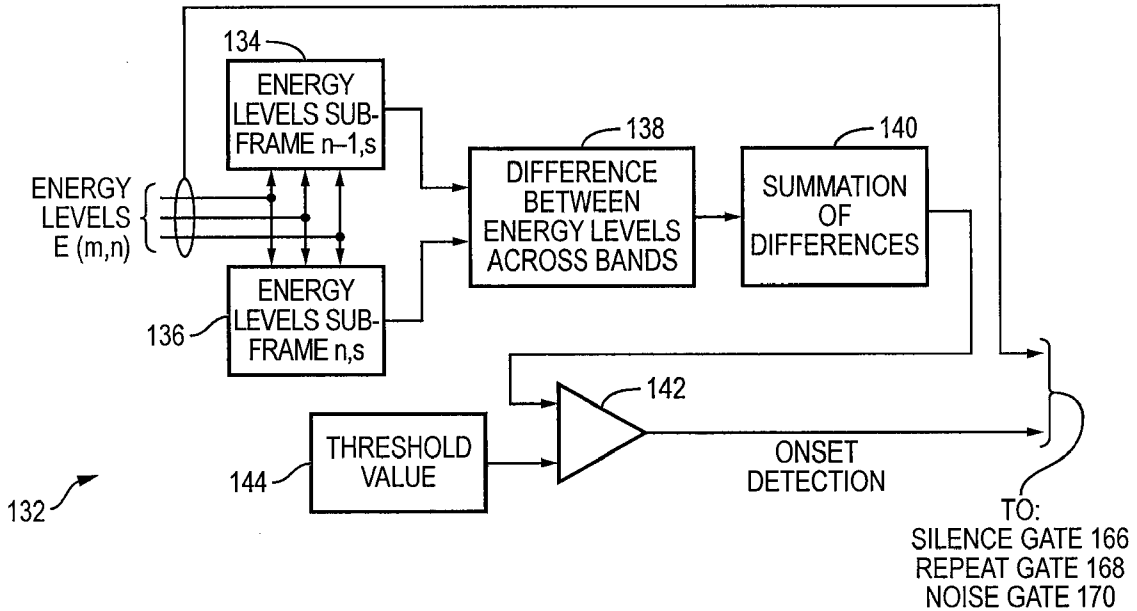 134
ENERGY
LEVELS SUB-
FRAME n–1,s
ENERGY
LEVELS
E (m,n)
136
ENERGY
LEVELS SUB-
FRAME n,s
138
DIFFERENCE
BETWEEN
ENERGY LEVELS
ACROSS BANDS
140
SUMMATION
OF
DIFFERENCES
142
144
THRESHOLD
VALUE
ONSET
DETECTION
132
TO:
SILENCE GATE 166
REPEAT GATE 168
NOISE GATE 170